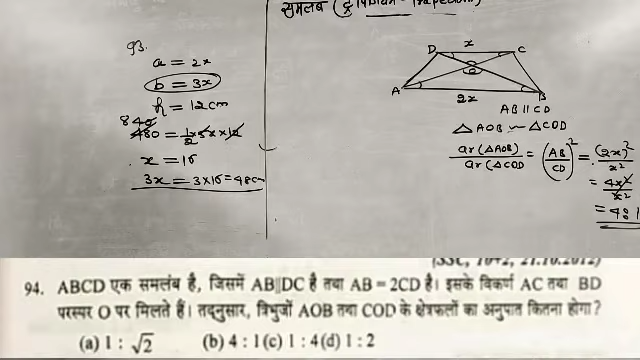 समलंब
93.
a = 2x
b = 3x
h = 12cm
840
480 = 1/2 × 5x × 12
x = 16
3x = 3×16 = 48cm
D x C
O
A 2x B
AB || CD
△AOB ∼ △COD
ar(△AOB)/ar(△COD = (AB/CD)² = (2x)²/x²
= 4x²/x²
= 4:1
(SSC, 10+2, 21.10.2012)
94. ABCD एक समलंब है, जिसमें AB||DC है तथा AB = 2CD है। इसके विकर्ण AC तथा BD
परस्पर O पर मिलते हैं। तद्नुसार, त्रिभुजों AOB तथा COD के क्षेत्रफलों का अनुपात कितना होगा?
(a) 1 : √2 (b) 4 : 1 (c) 1 : 4 (d) 1 : 2